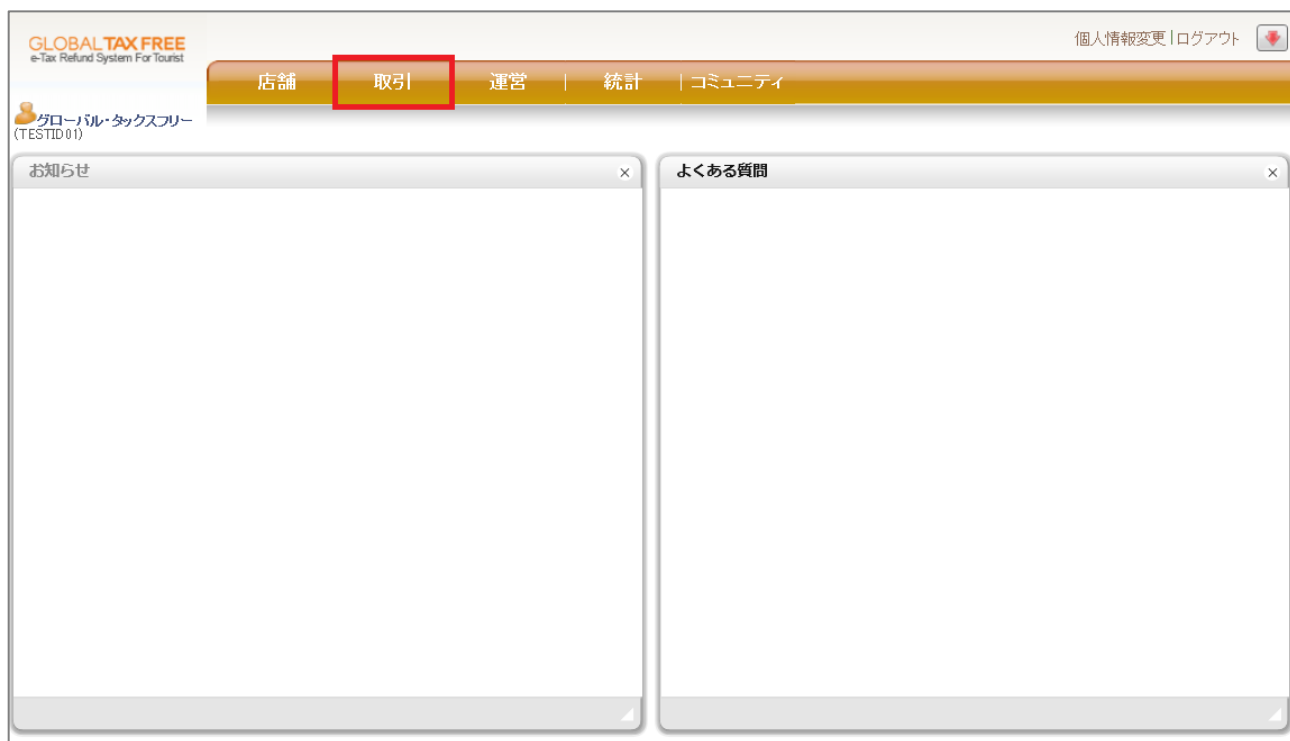 GLOBAL TAX FREE
e-Tax Refund System For Tourist
個人情報変更|ログアウト
店舗 取引 運営 | 統計 |コミュニティ
グローバル・タックスフリー
(TESTID01)
お知らせ
よくある質問